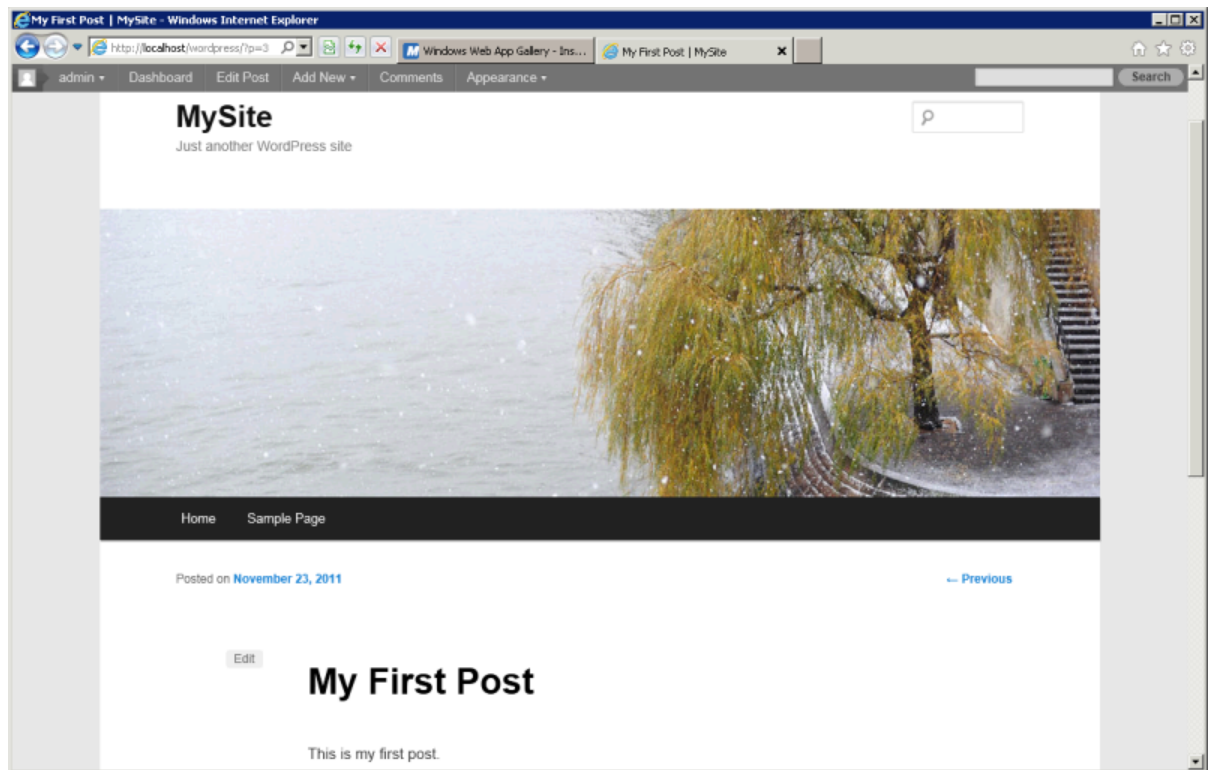 My First Post | MySite - Windows Internet Explorer
http://localhost/wordpress/?p=3
Windows Web App Gallery - Ins...
My First Post | MySite
admin Dashboard Edit Post Add New Comments Appearance Search
MySite
Just another WordPress site
Home Sample Page
Posted on November 23, 2011 ← Previous
Edit
My First Post
This is my first post.